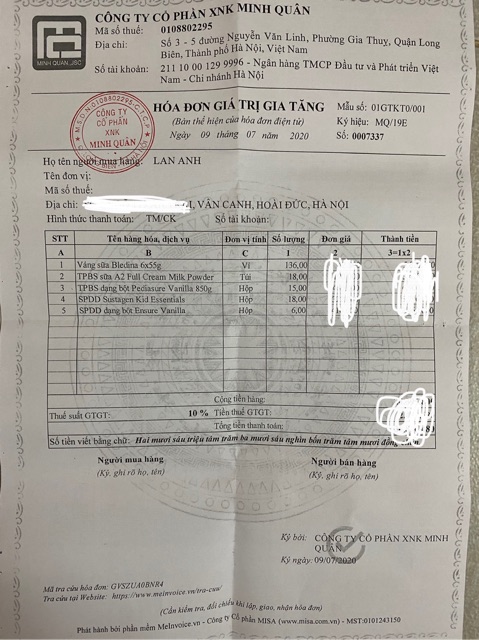 CÔNG TY CỔ PHẦN XNK MINH QUÂN
MINH QUAN.,JSC
Mã số thuế: 0108802295
Địa chỉ: Số 3 - 5 đường Nguyễn Văn Linh, Phường Gia Thuỵ, Quận Long
Biên, Thành phố Hà Nội, Việt Nam
Số tài khoản: 211 10 00 129 9996 - Ngân hàng TMCP Đầu tư và Phát triển Việt
Nam - Chi nhánh Hà Nội
M.S.D.N:0108802295-C.T.C.P
CÔNG TY
CỔ PHẦN
XNK
MINH QUÂN
HÓA ĐƠN GIÁ TRỊ GIA TĂNG
(Bản thể hiện của hóa đơn điện tử)
Ngày 09 tháng 07 năm 2020
Mẫu số: 01GTKT0/001
Ký hiệu: MQ/19E
Số: 0007337
Họ tên người mua hàng: LAN ANH
Tên đơn vị:
Mã số thuế:
Địa chỉ: VÂN CANH, HOÀI ĐỨC, HÀ NỘI
Hình thức thanh toán: TM/CK Số tài khoản:
STT Tên hàng hóa, dịch vụ Đơn vị tính Số lượng Đơn giá Thành tiền
A B C 1 2 3=1x2
1 Váng sữa Bledina 6x55g Vỉ 136,00
2 TPBS sữa A2 Full Cream Milk Powder Túi 18,00
3 TPBS dạng bột Pediasure Vanilla 850g Hộp 15,00
4 SPDD Sustagen Kid Essentials Hộp 18,00
5 SPDD dạng bột Ensure Vanilla Hộp 6,00
Cộng tiền hàng:
Thuế suất GTGT: 10 % Tiền thuế GTGT:
Tổng tiền thanh toán:
Số tiền viết bằng chữ: Hai mươi sáu triệu tám trăm ba mươi sáu nghìn bốn trăm tám mươi đồng
Người mua hàng
(Ký, ghi rõ họ, tên)
Người bán hàng
(Ký, ghi rõ họ, tên)
Ký bởi: CÔNG TY CỔ PHẦN XNK MINH
QUÂN
Ký ngày: 09/07/2020
Mã tra cứu hóa đơn: GVSZUA0BNR4
Tra cứu tại Website: https://www.meinvoice.vn/tra-cuu/
(Cần kiểm tra, đối chiếu khi lập, giao, nhận hóa đơn)
Phát hành bởi phần mềm MeInvoice.vn - Công ty Cổ phần MISA (www.misa.com.vn) - MST:0101243150